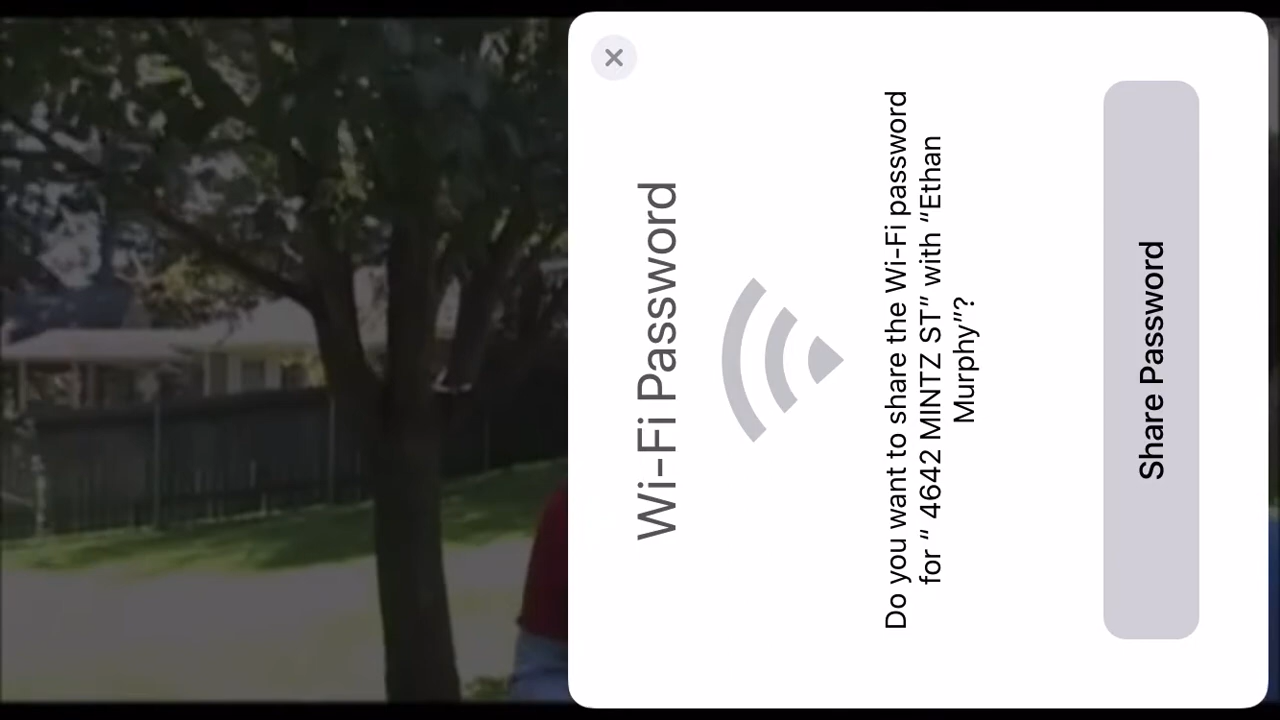 Wi-Fi Password
Do you want to share the Wi-Fi password
for “ 4642 MINTZ ST” with “Ethan
Murphy”?
Share Password